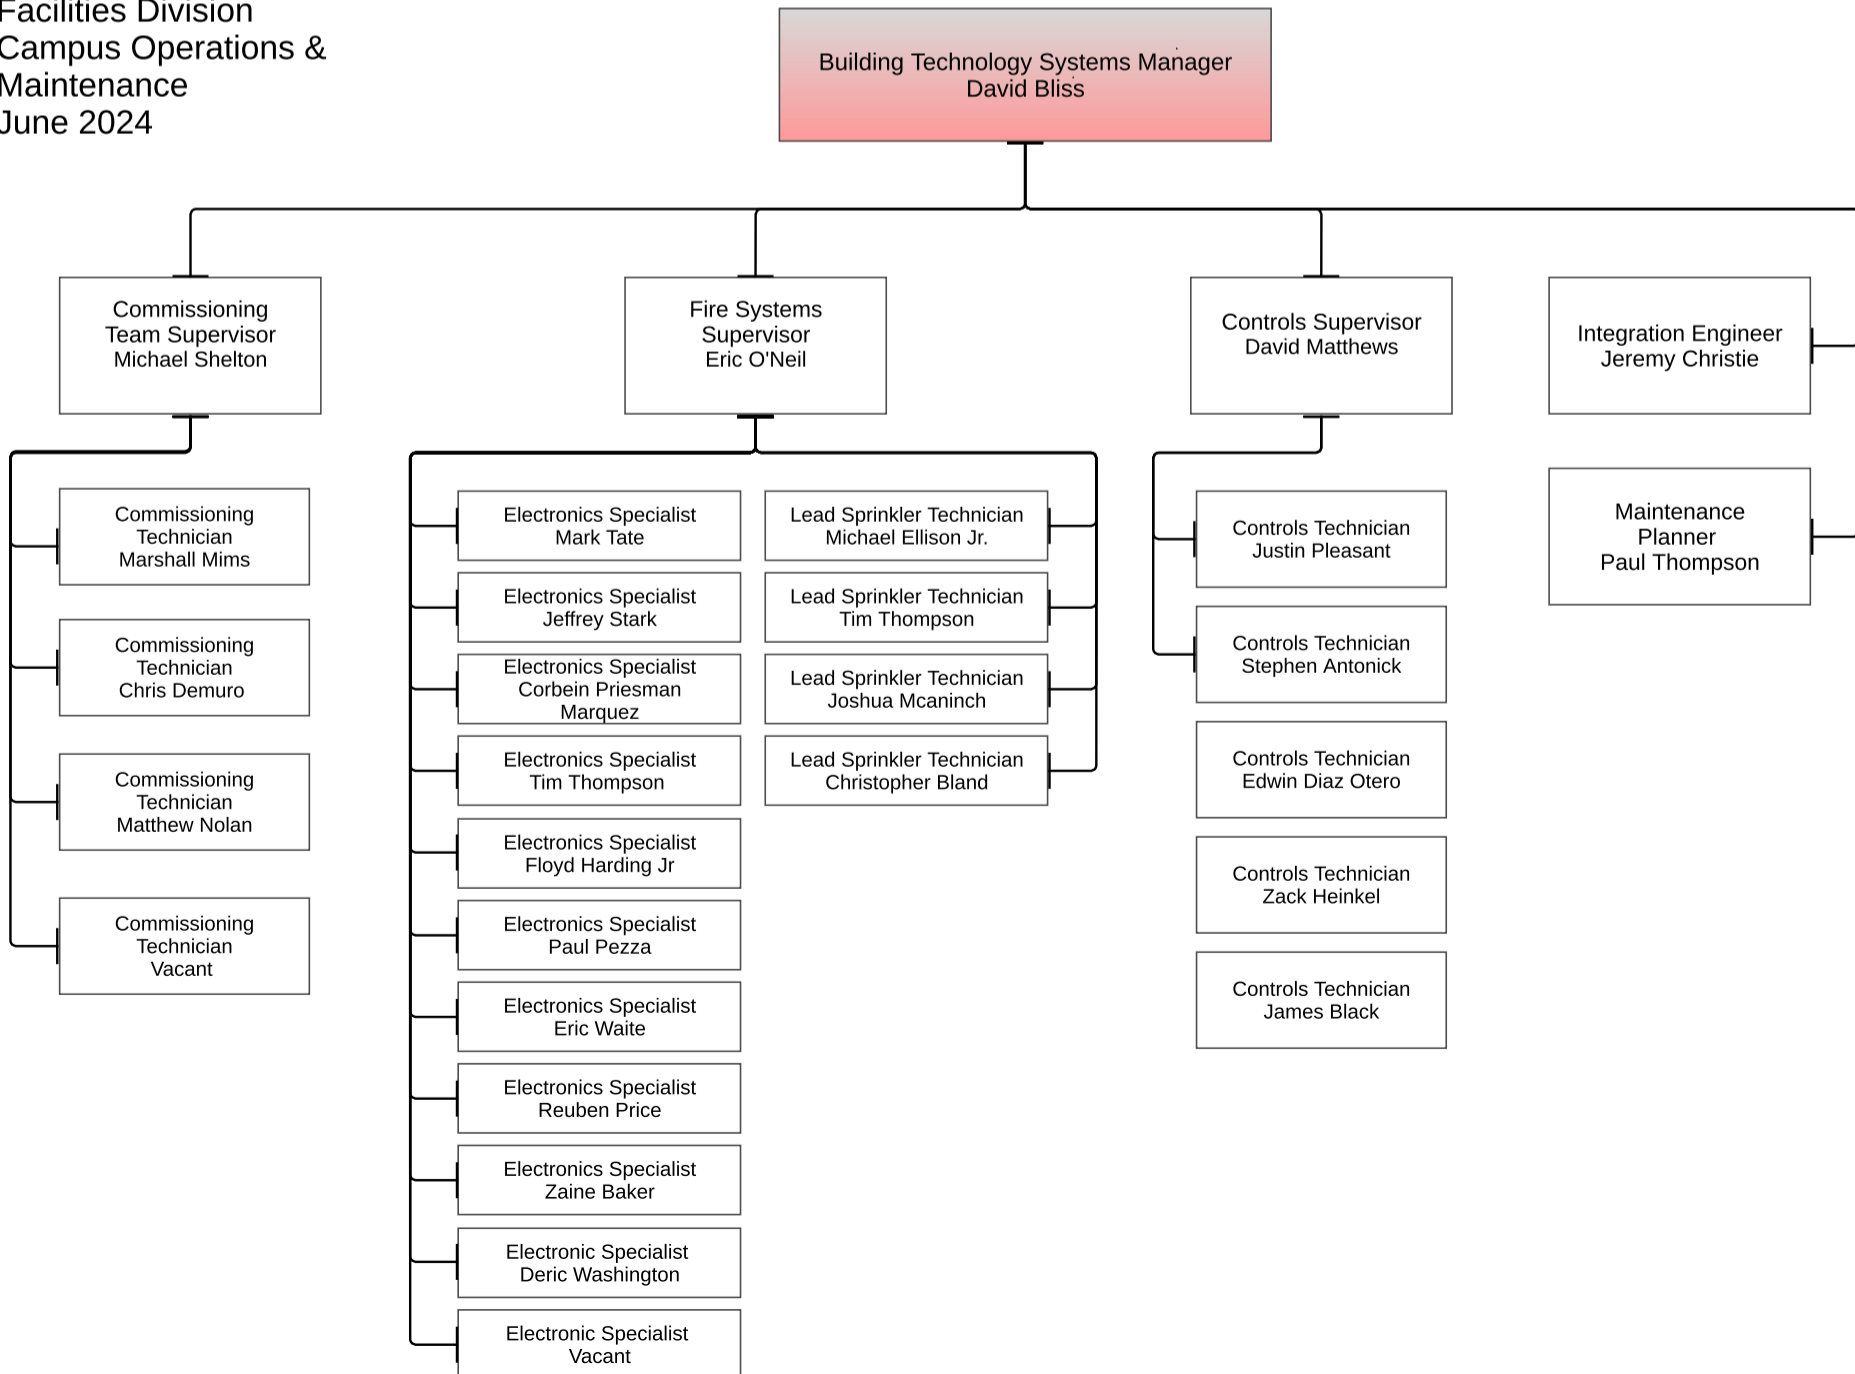 Facilities Division
Campus Operations &
Maintenance
June 2024
Building Technology Systems Manager
David Bliss
Commissioning
Team Supervisor
Michael Shelton
Fire Systems
Supervisor
Eric O'Neil
Controls Supervisor
David Matthews
Integration Engineer
Jeremy Christie
Maintenance
Planner
Paul Thompson
Commissioning
Technician
Marshall Mims
Commissioning
Technician
Chris Demuro
Commissioning
Technician
Matthew Nolan
Commissioning
Technician
Vacant
Electronics Specialist
Mark Tate
Electronics Specialist
Jeffrey Stark
Electronics Specialist
Corbein Priesman
Marquez
Electronics Specialist
Tim Thompson
Electronics Specialist
Floyd Harding Jr
Electronics Specialist
Paul Pezza
Electronics Specialist
Eric Waite
Electronics Specialist
Reuben Price
Electronics Specialist
Zaine Baker
Electronic Specialist
Deric Washington
Electronic Specialist
Vacant
Lead Sprinkler Technician
Michael Ellison Jr.
Lead Sprinkler Technician
Tim Thompson
Lead Sprinkler Technician
Joshua Mcaninch
Lead Sprinkler Technician
Christopher Bland
Controls Technician
Justin Pleasant
Controls Technician
Stephen Antonick
Controls Technician
Edwin Diaz Otero
Controls Technician
Zack Heinkel
Controls Technician
James Black